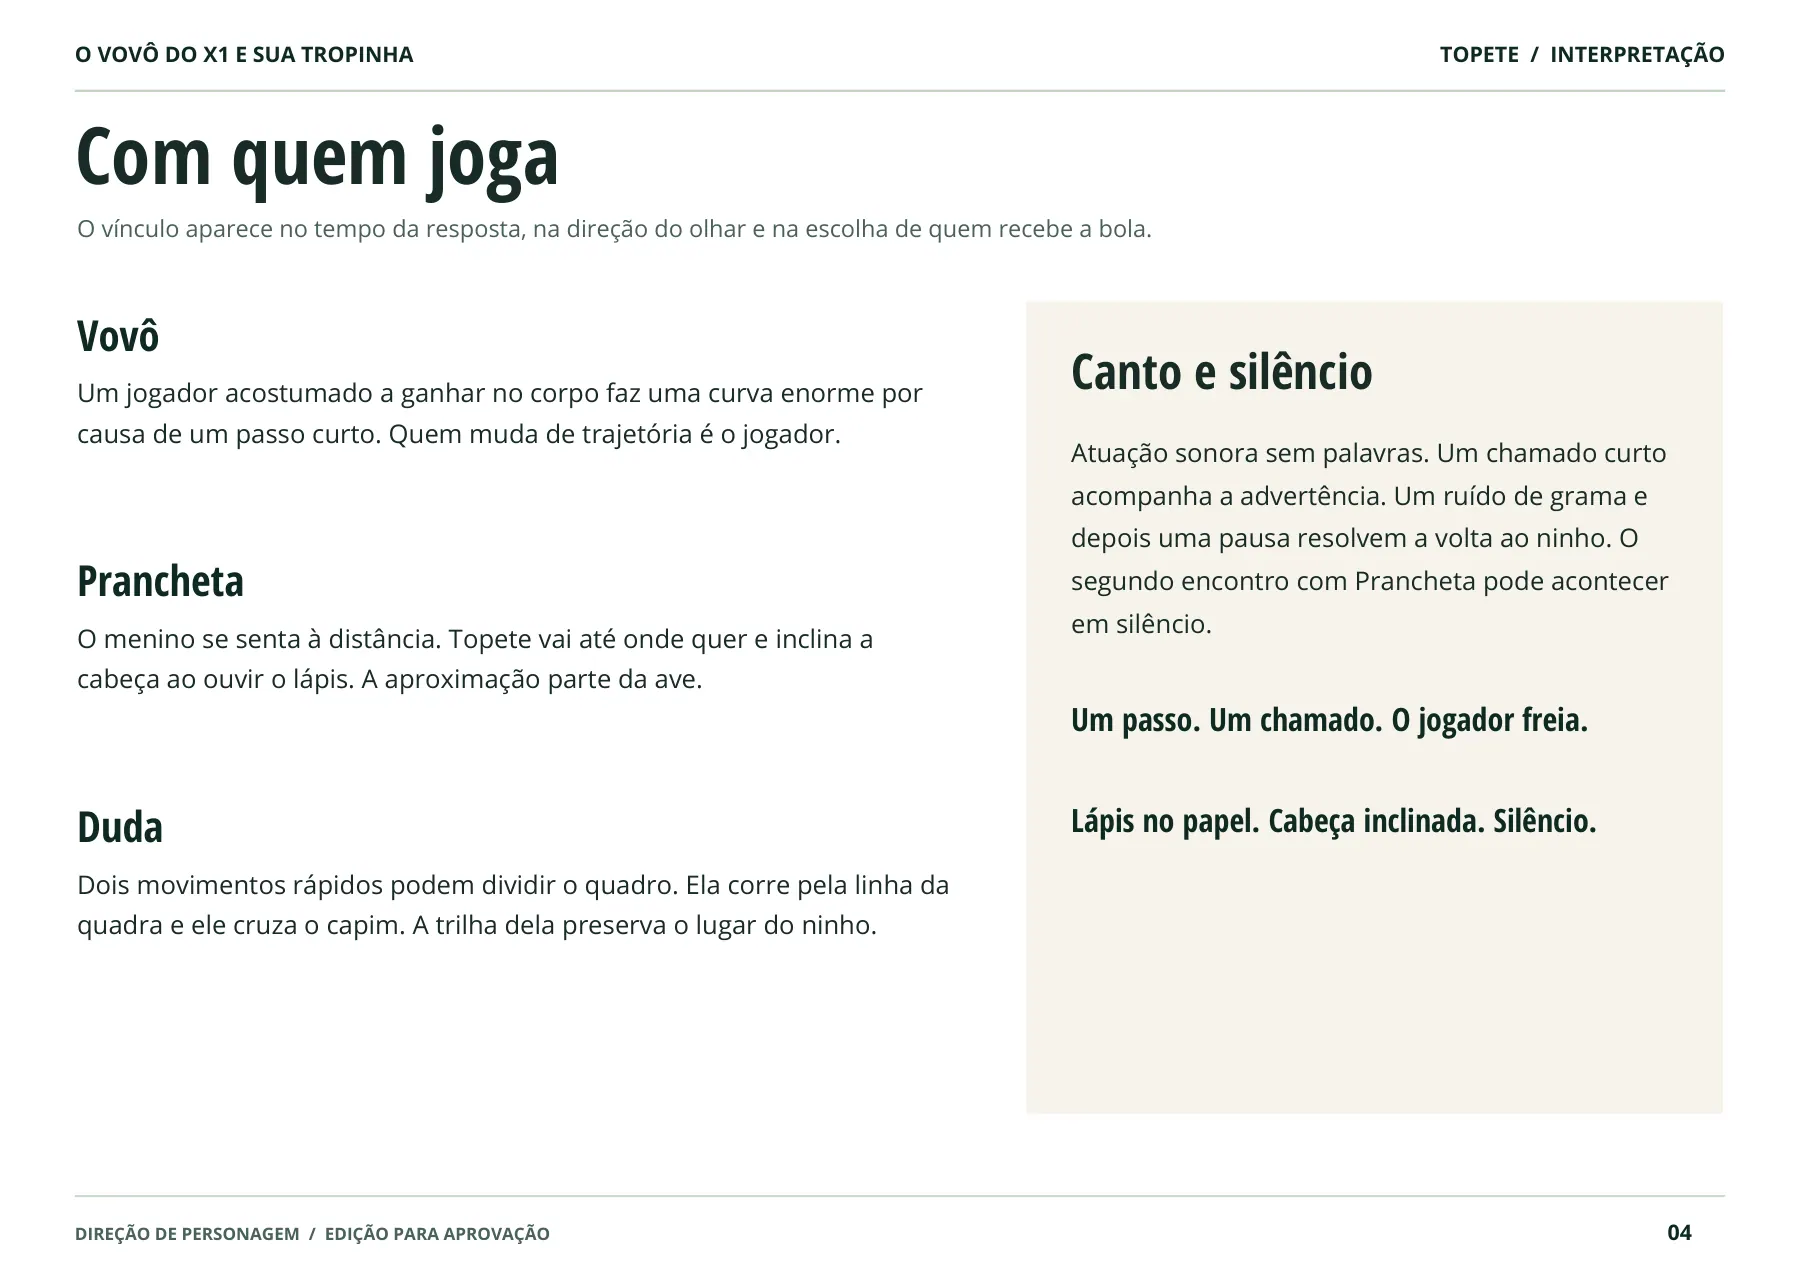 O VOVÔ DO X1 E SUA TROPINHA
TOPETE / INTERPRETAÇÃO
Com quem joga
O vínculo aparece no tempo da resposta, na direção do olhar e na escolha de quem recebe a bola.
Vovô
Um jogador acostumado a ganhar no corpo faz uma curva enorme por
causa de um passo curto. Quem muda de trajetória é o jogador.
Prancheta
O menino se senta à distância. Topete vai até onde quer e inclina a
cabeça ao ouvir o lápis. A aproximação parte da ave.
Duda
Dois movimentos rápidos podem dividir o quadro. Ela corre pela linha da
quadra e ele cruza o capim. A trilha dela preserva o lugar do ninho.
Canto e silêncio
Atuação sonora sem palavras. Um chamado curto
acompanha a advertência. Um ruído de grama e
depois uma pausa resolvem a volta ao ninho. O
segundo encontro com Prancheta pode acontecer
em silêncio.
Um passo. Um chamado. O jogador freia.
Lápis no papel. Cabeça inclinada. Silêncio.
DIREÇÃO DE PERSONAGEM / EDIÇÃO PARA APROVAÇÃO
04